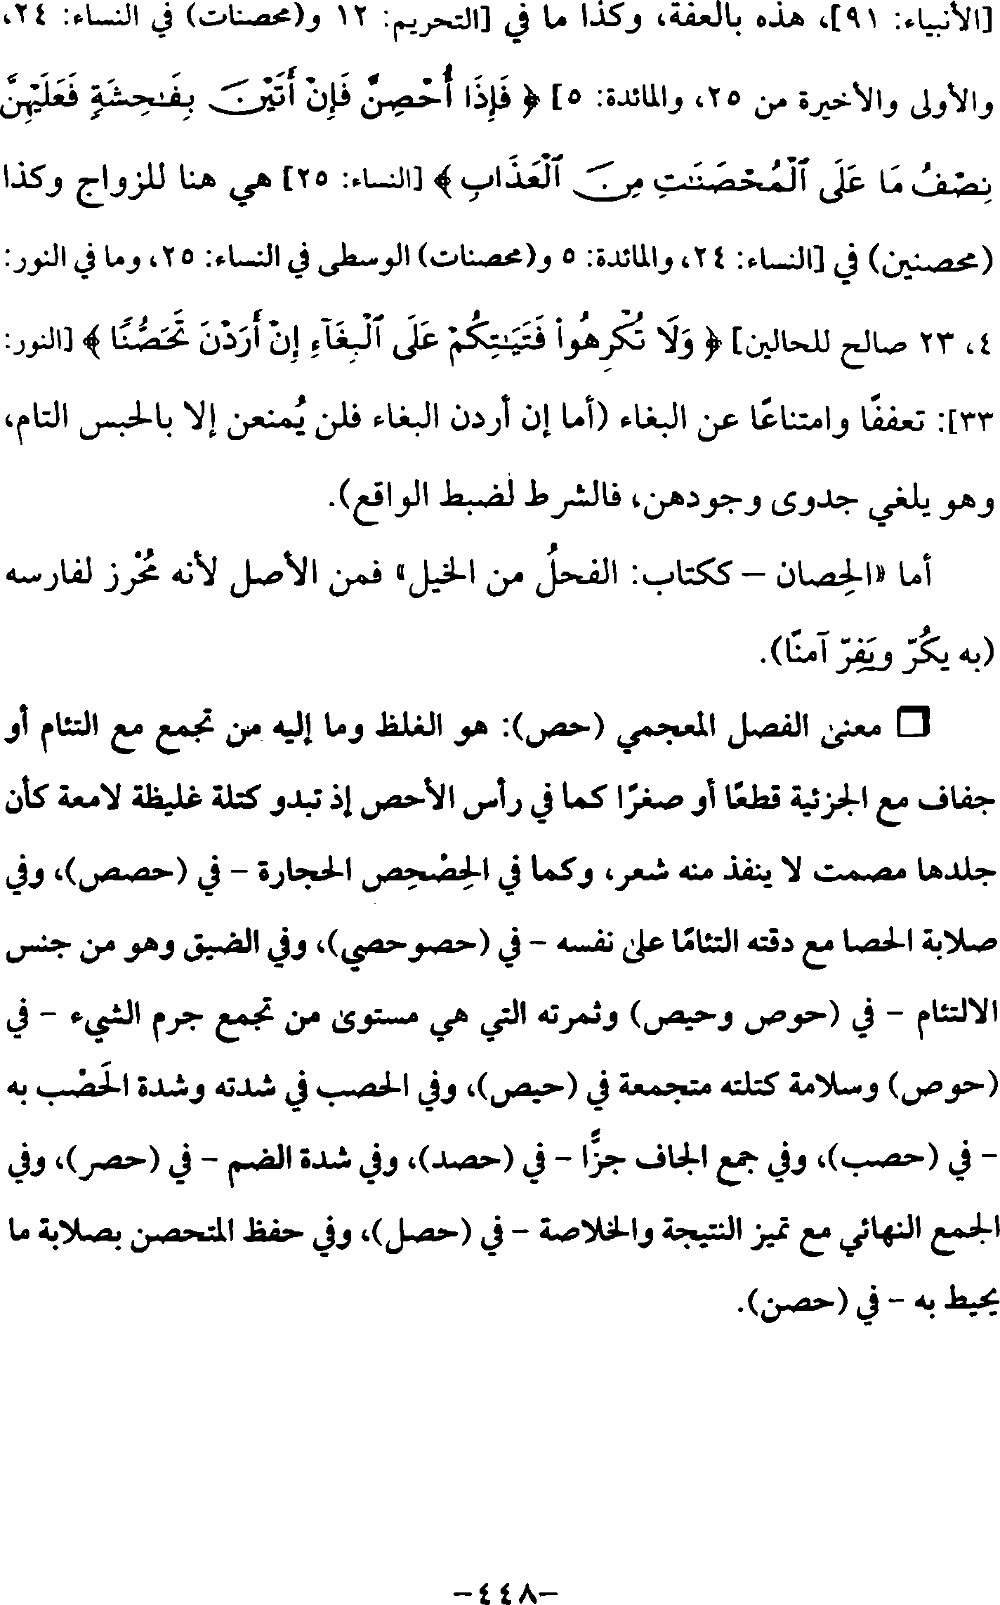 [الأنبياء: ٩١]، هذه بالعفة، وكذا ما في [التحريم: ١٢ و(محصنات) في النساء: ٢٤،
والأولى والأخيرة من ٢٥، والمائدة: ٥] ﴿ فَإِذَا أُحْصِنَّ فَإِنْ أَتَيْنَ بِفَـٰحِشَةٍ فَعَلَيْهِنَّ
نِصْفُ مَا عَلَى ٱلْمُحْصَنَـٰتِ مِنَ ٱلْعَذَابِ ﴾ [النساء: ٢٥] هي هنا للزواج وكذا
(محصنين) في [النساء: ٢٤، والمائدة: ٥ و(محصنات) الوسطى في النساء: ٢٥، وما في النور:
٤، ٢٣ صالح للحالين] ﴿ وَلَا تُكْرِهُوا۟ فَتَيَـٰتِكُمْ عَلَى ٱلْبِغَآءِ إِنْ أَرَدْنَ تَحَصُّنًا ﴾ [النور:
٣٣]: تعففًا وامتناعًا عن البغاء (أما إن أردن البغاء فلن يُمنعن إلا بالحبس التام،
وهو يلغي جدوى وجودهن، فالشرط لضبط الواقع).
أما «الحِصان – ككتاب: الفحلُ من الخيل» فمن الأصل لأنه مُحْرز لفارسه
(به يكُرّ ويَفِرّ آمنًا).
❒ معنى الفصل المعجمي (حص): هو الغلظ وما إليه من تجمع مع التئام أو
جفاف مع الجزئية قطعًا أو صغرًا كما في رأس الأحص إذ تبدو كتلة غليظة لامعة كأن
جلدها مصمت لا ينفذ منه شعر، وكما في الحِصْحِص الحجارة – في (حصص)، وفي
صلابة الحصا مع دقته التئامًا على نفسه – في (حصو حصي)، وفي الضيق وهو من جنس
الالتئام – في (حوص وحيص) وثمرته التي هي مستوى من تجمع جرم الشيء – في
(حوص) وسلامة كتلته متجمعة في (حيص)، وفي الحصب في شدته وشدة الحَصْب به
– في (حصب)، وفي جمع الجاف جزًّا – في (حصد)، وفي شدة الضم – في (حصر)، وفي
الجمع النهائي مع تميز النتيجة والخلاصة – في (حصل)، وفي حفظ المتحصن بصلابة ما
يحيط به – في (حصن).
–٤٤٨–